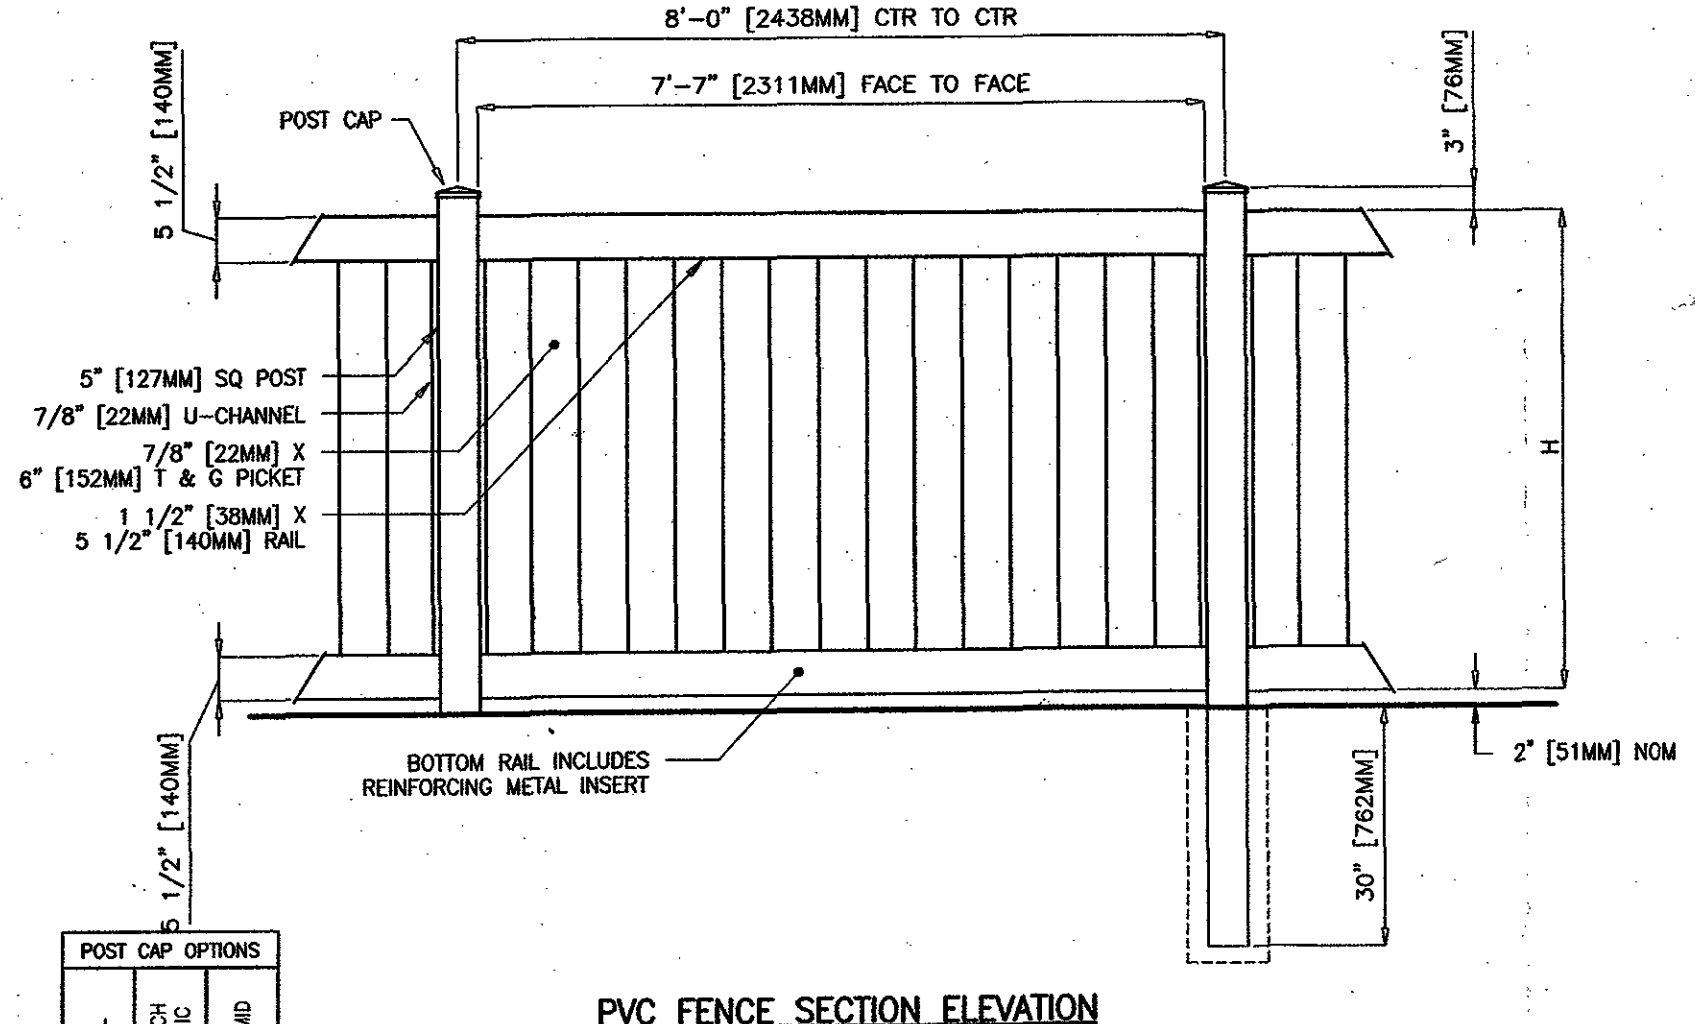 8'-0" [2438MM] CTR TO CTR
7'-7" [2311MM] FACE TO FACE
5 1/2" [140MM]
3" [76MM]
POST CAP
5" [127MM] SQ POST
7/8" [22MM] U-CHANNEL
7/8" [22MM] X
6" [152MM] T & G PICKET
1 1/2" [38MM] X
5 1/2" [140MM] RAIL
H
BOTTOM RAIL INCLUDES
REINFORCING METAL INSERT
2" [51MM] NOM
30" [762MM]
5 1/2" [140MM]
POST CAP OPTIONS
PVC FENCE SECTION ELEVATION